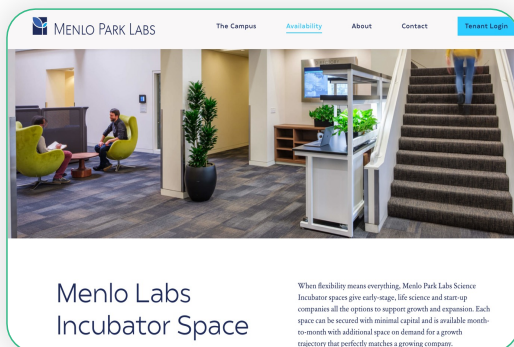 MENLO PARK LABS
The Campus
Availability
About
Contact
Tenant Login
Menlo Labs
Incubator Space
When flexibility means everything, Menlo Park Labs Science
Incubator spaces give early-stage, life science and start-up
companies all the options to support growth and expansion. Each
space can be secured with minimal capital and is available month-
to-month with additional space on demand for a growth
trajectory that perfectly matches a growing company.